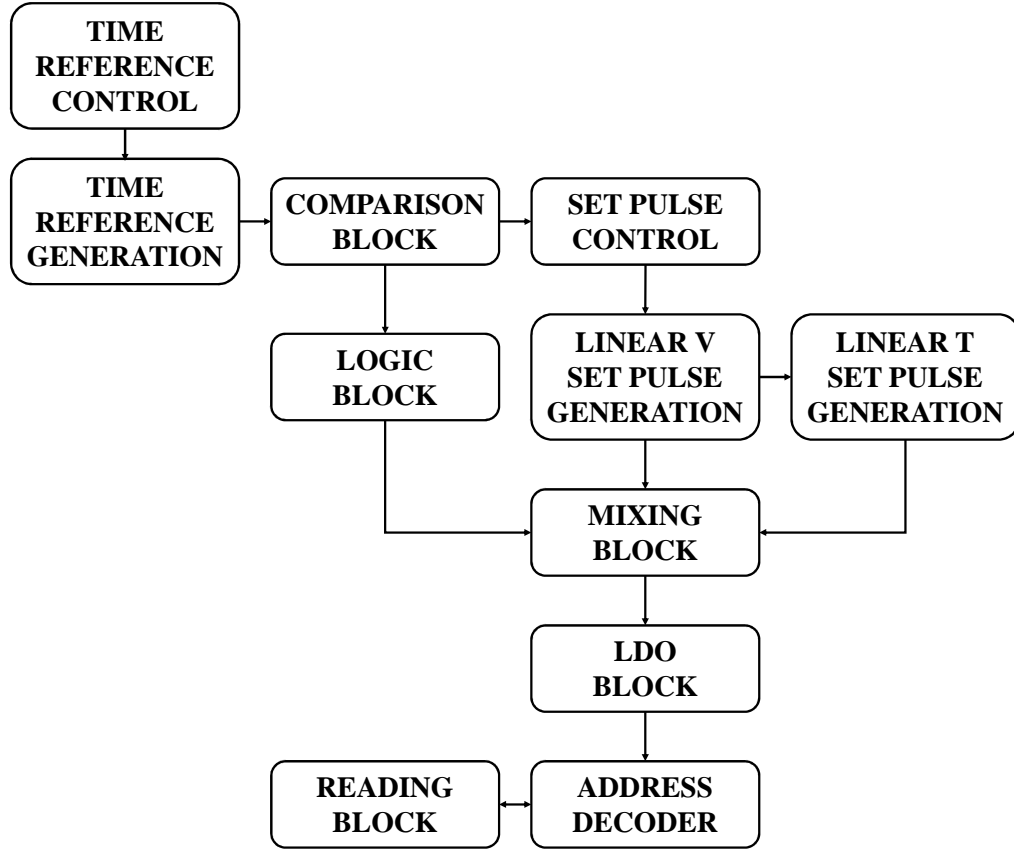 TIME
REFERENCE
CONTROL
TIME
REFERENCE
GENERATION
COMPARISON
BLOCK
SET PULSE
CONTROL
LOGIC
BLOCK
LINEAR V
SET PULSE
GENERATION
LINEAR T
SET PULSE
GENERATION
MIXING
BLOCK
LDO
BLOCK
READING
BLOCK
ADDRESS
DECODER